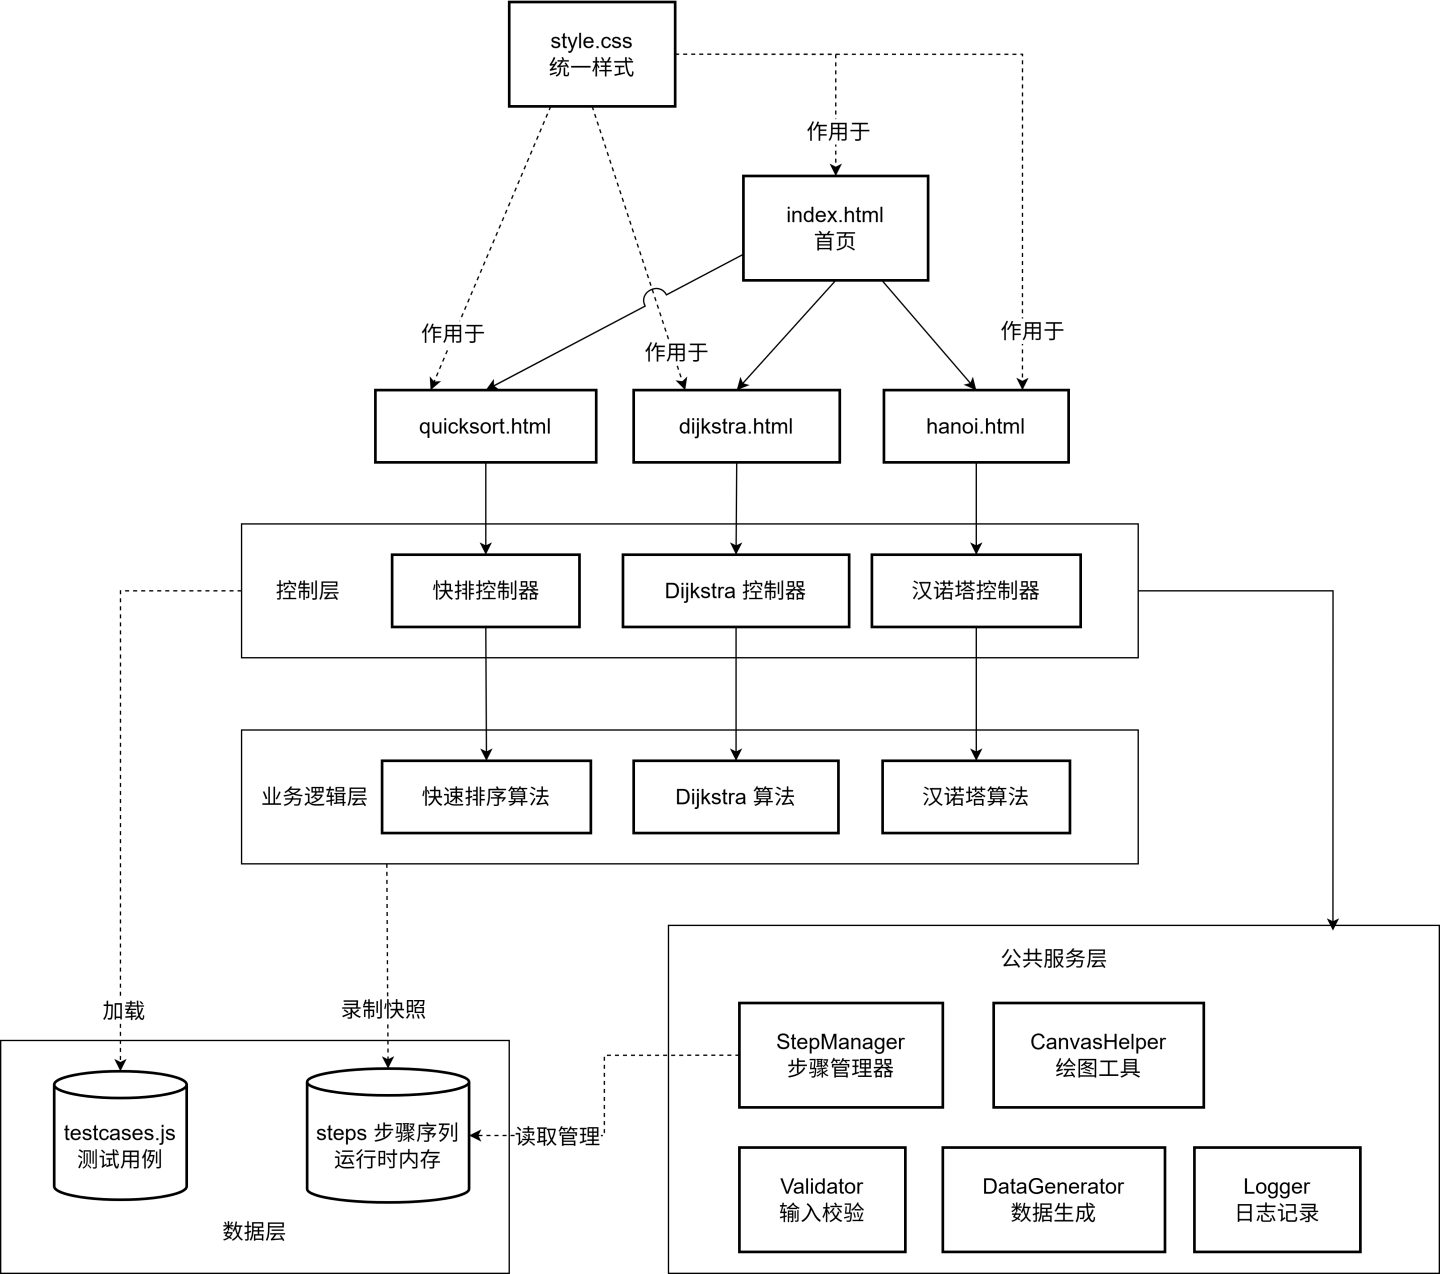 style.css
统一样式
作用于
index.html
首页
作用于
作用于
作用于
quicksort.html
dijkstra.html
hanoi.html
控制层
快排控制器
Dijkstra 控制器
汉诺塔控制器
业务逻辑层
快速排序算法
Dijkstra 算法
汉诺塔算法
公共服务层
加载
录制快照
StepManager
步骤管理器
CanvasHelper
绘图工具
testcases.js
测试用例
steps 步骤序列
运行时内存
读取管理
Validator
输入校验
DataGenerator
数据生成
Logger
日志记录
数据层